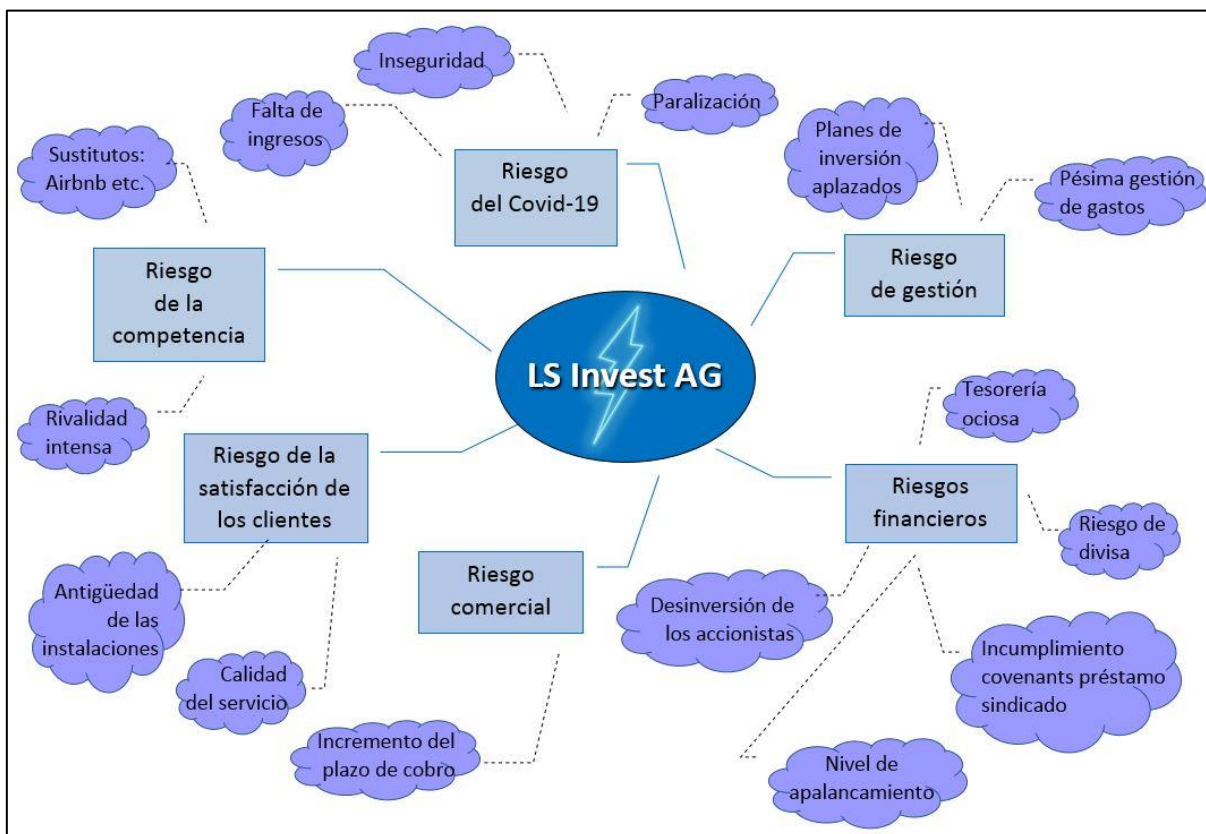 Inseguridad
Falta de
ingresos
Paralización
Riesgo
del Covid-19
Sustitutos:
Airbnb etc.
Riesgo
de la
competencia
Rivalidad
intensa
Planes de
inversión
aplazados
Pésima gestión
de gastos
Riesgo
de gestión
LS Invest AG
Riesgo de la
satisfacción de
los clientes
Antigüedad
de las
instalaciones
Calidad
del servicio
Riesgo
comercial
Incremento del
plazo de cobro
Tesorería
ociosa
Riesgos
financieros
Riesgo de
divisa
Desinversión de
los accionistas
Incumplimiento
covenants préstamo
sindicado
Nivel de
apalancamiento